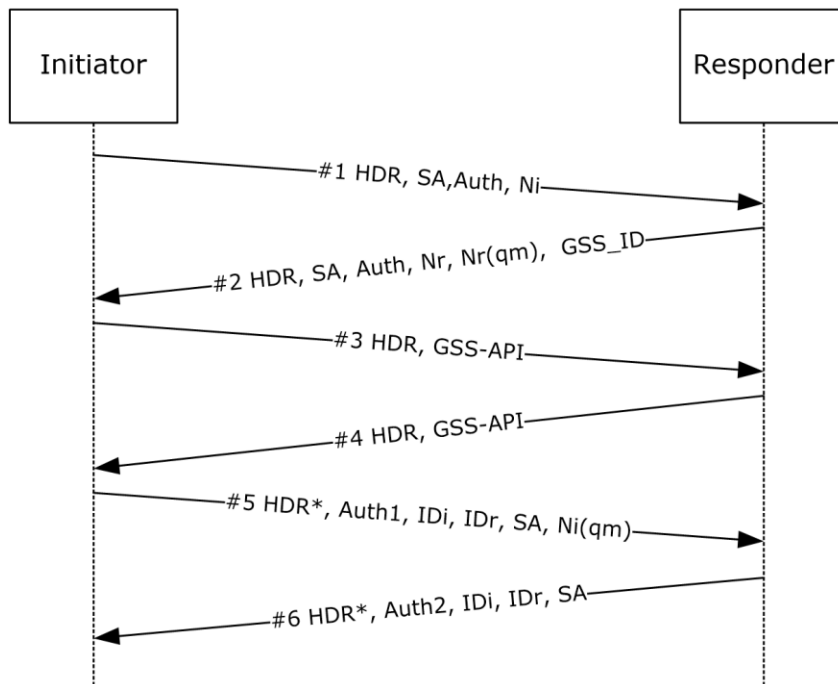 Initiator
Responder
#1 HDR, SA,Auth, Ni
#2 HDR, SA, Auth, Nr, Nr(qm), GSS_ID
#3 HDR, GSS-API
#4 HDR, GSS-API
#5 HDR*, Auth1, IDi, IDr, SA, Ni(qm)
#6 HDR*, Auth2, IDi, IDr, SA